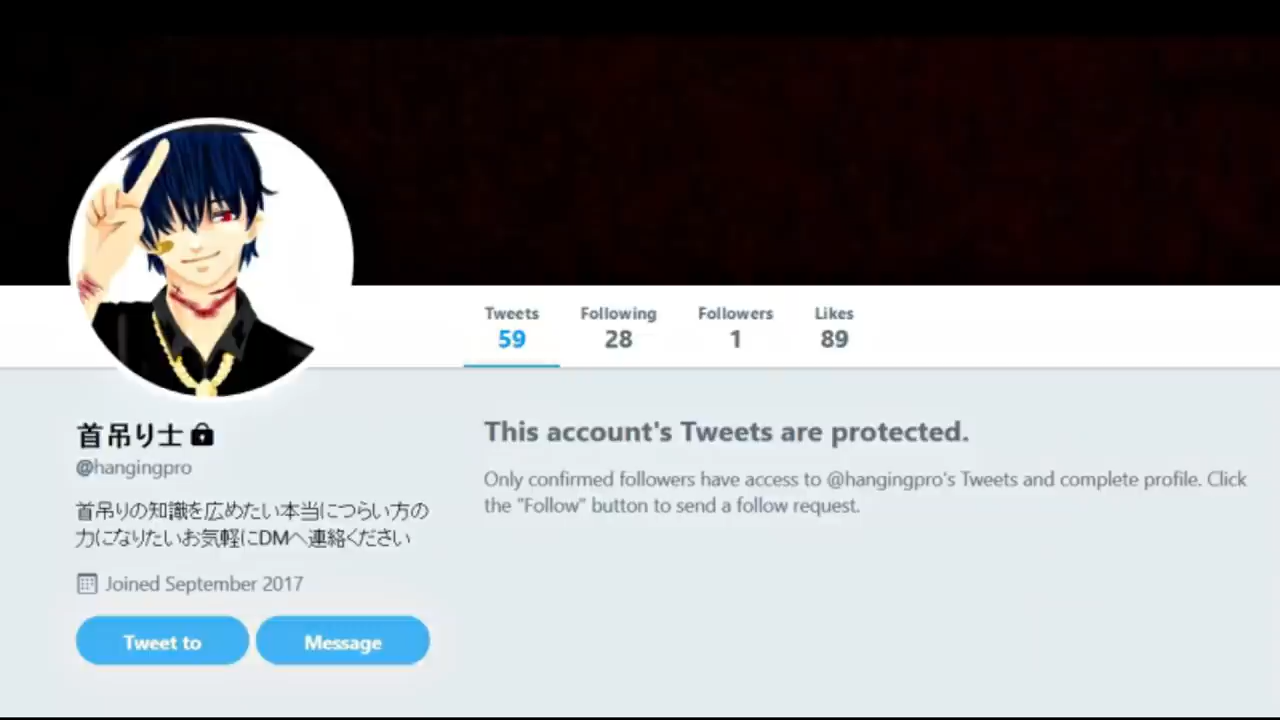 Tweets
59
Following
28
Followers
1
Likes
89
首吊り士
@hangingpro
首吊りの知識を広めたい本当につらい方の
力になりたいお気軽にDMへ連絡ください
Joined September 2017
Tweet to
Message
This account's Tweets are protected.
Only confirmed followers have access to @hangingpro's Tweets and complete profile. Click
the "Follow" button to send a follow request.